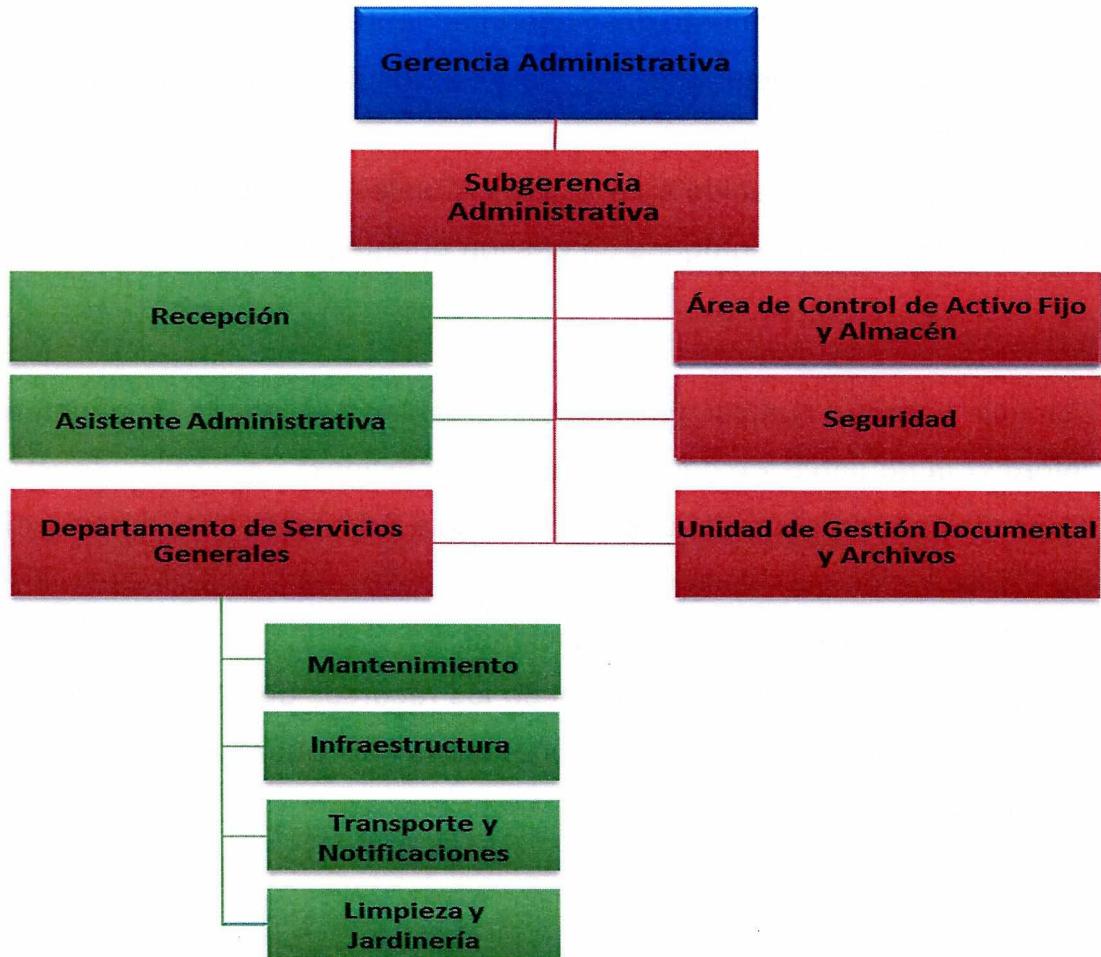 Gerencia Administrativa
Subgerencia
Administrativa
Recepción
Área de Control de Activo Fijo
y Almacén
Asistente Administrativa
Seguridad
Departamento de Servicios
Generales
Unidad de Gestión Documental
y Archivos
Mantenimiento
Infraestructura
Transporte y
Notificaciones
Limpieza y
Jardinería